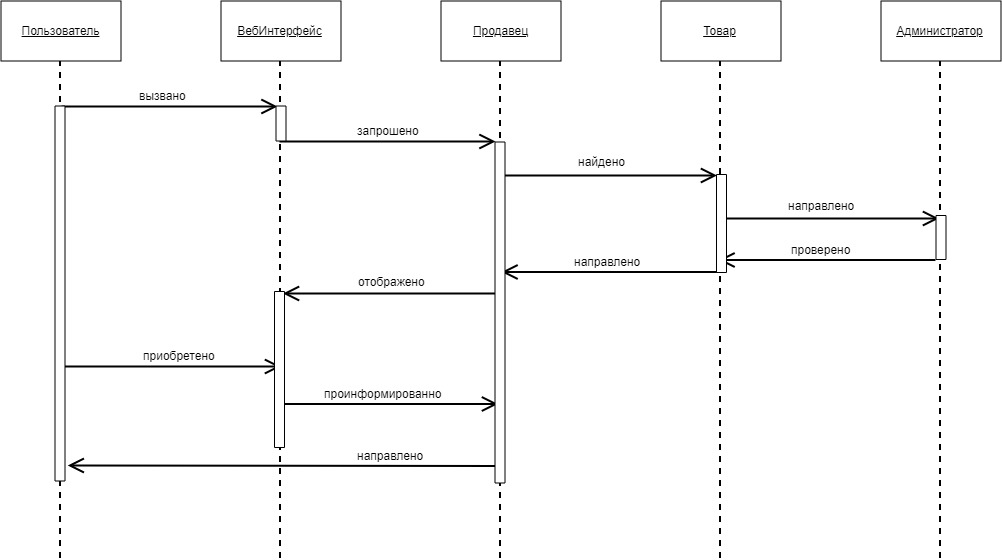 Пользователь
ВебИнтерфейс
Продавец
Товар
Администратор
вызвано
запрошено
найдено
направлено
проверено
направлено
отображено
приобретено
проинформированно
направлено